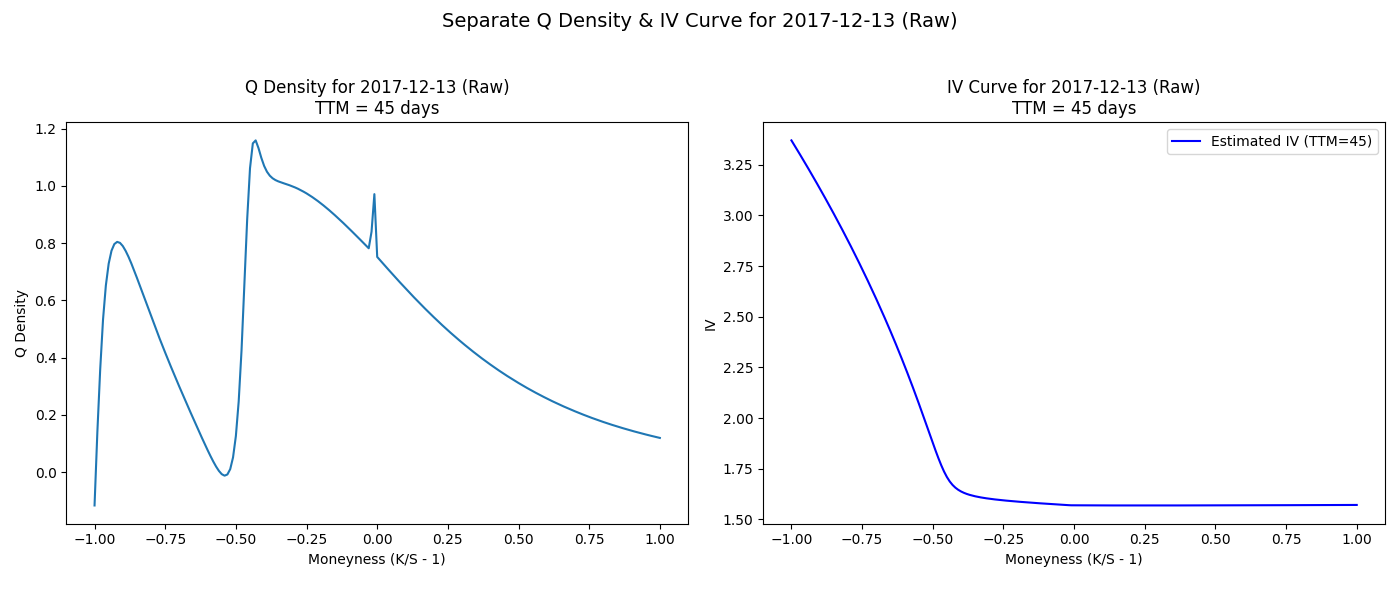 Separate Q Density & IV Curve for 2017-12-13 (Raw)
Q Density for 2017-12-13 (Raw)
TTM = 45 days
1.2
1.0
0.8
0.6
0.4
0.2
0.0
Q Density
−1.00 −0.75 −0.50 −0.25 0.00 0.25 0.50 0.75 1.00
Moneyness (K/S - 1)
IV Curve for 2017-12-13 (Raw)
TTM = 45 days
Estimated IV (TTM=45)
3.25
3.00
2.75
2.50
2.25
2.00
1.75
1.50
IV
−1.00 −0.75 −0.50 −0.25 0.00 0.25 0.50 0.75 1.00
Moneyness (K/S - 1)